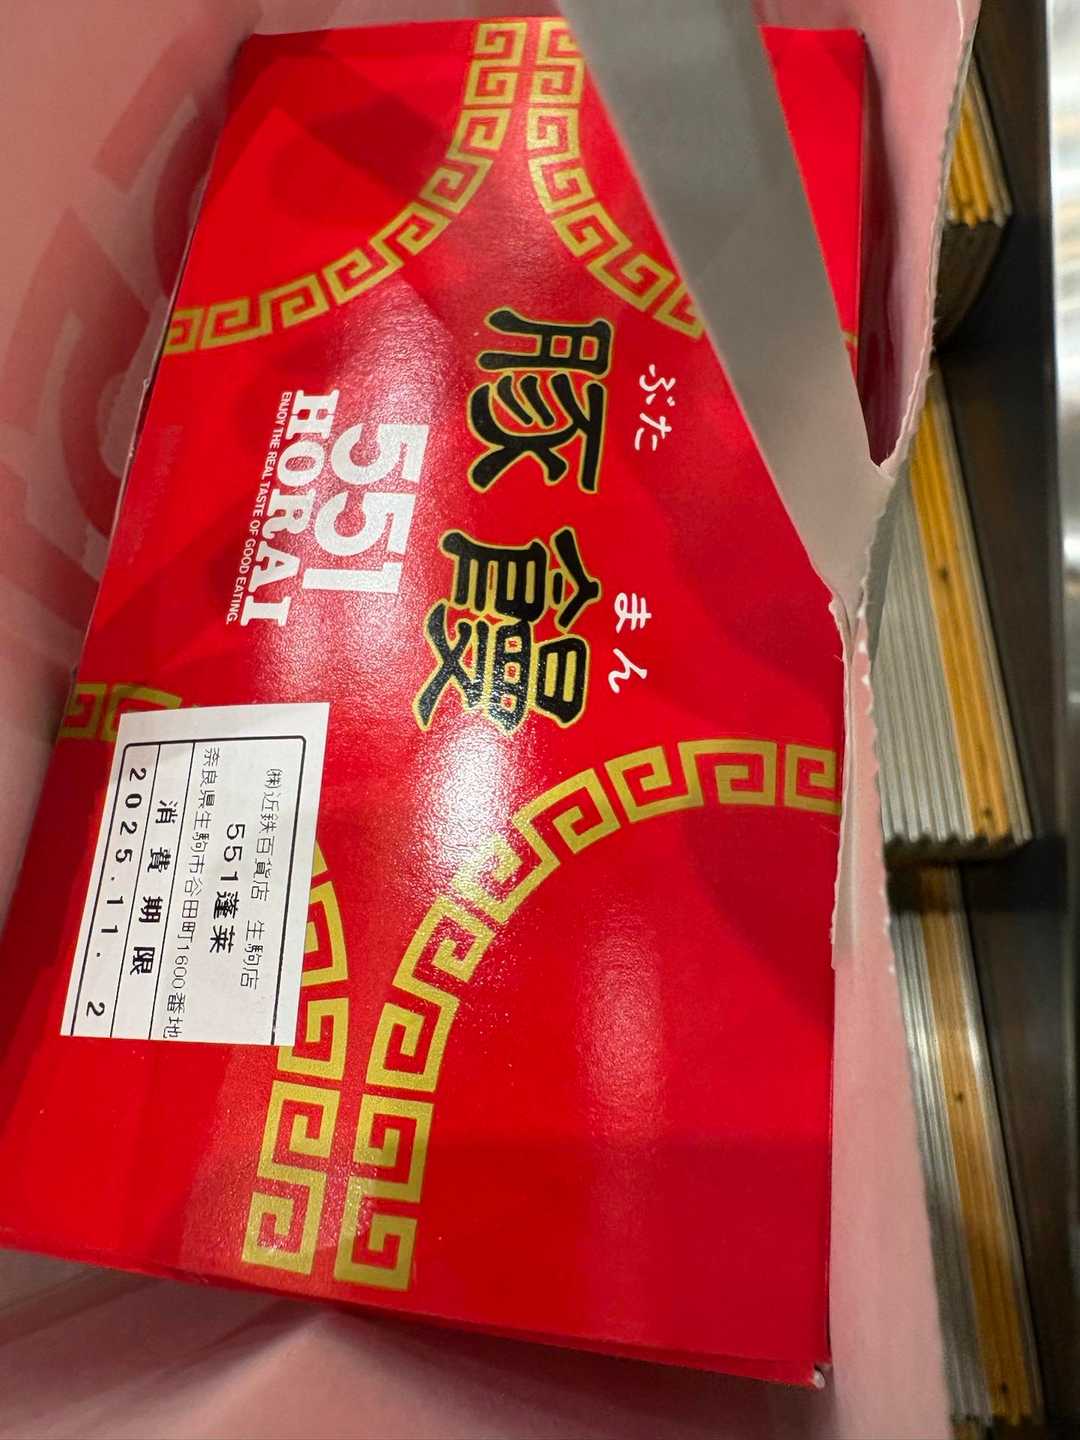 ぶた まん
豚饅
551
HORAI
ENJOY THE REAL TASTE OF GOOD EATING.
㈱近鉄百貨店 生駒店
551蓬莱
奈良県生駒市谷田町1600番地
消費期限
2025.11. 2